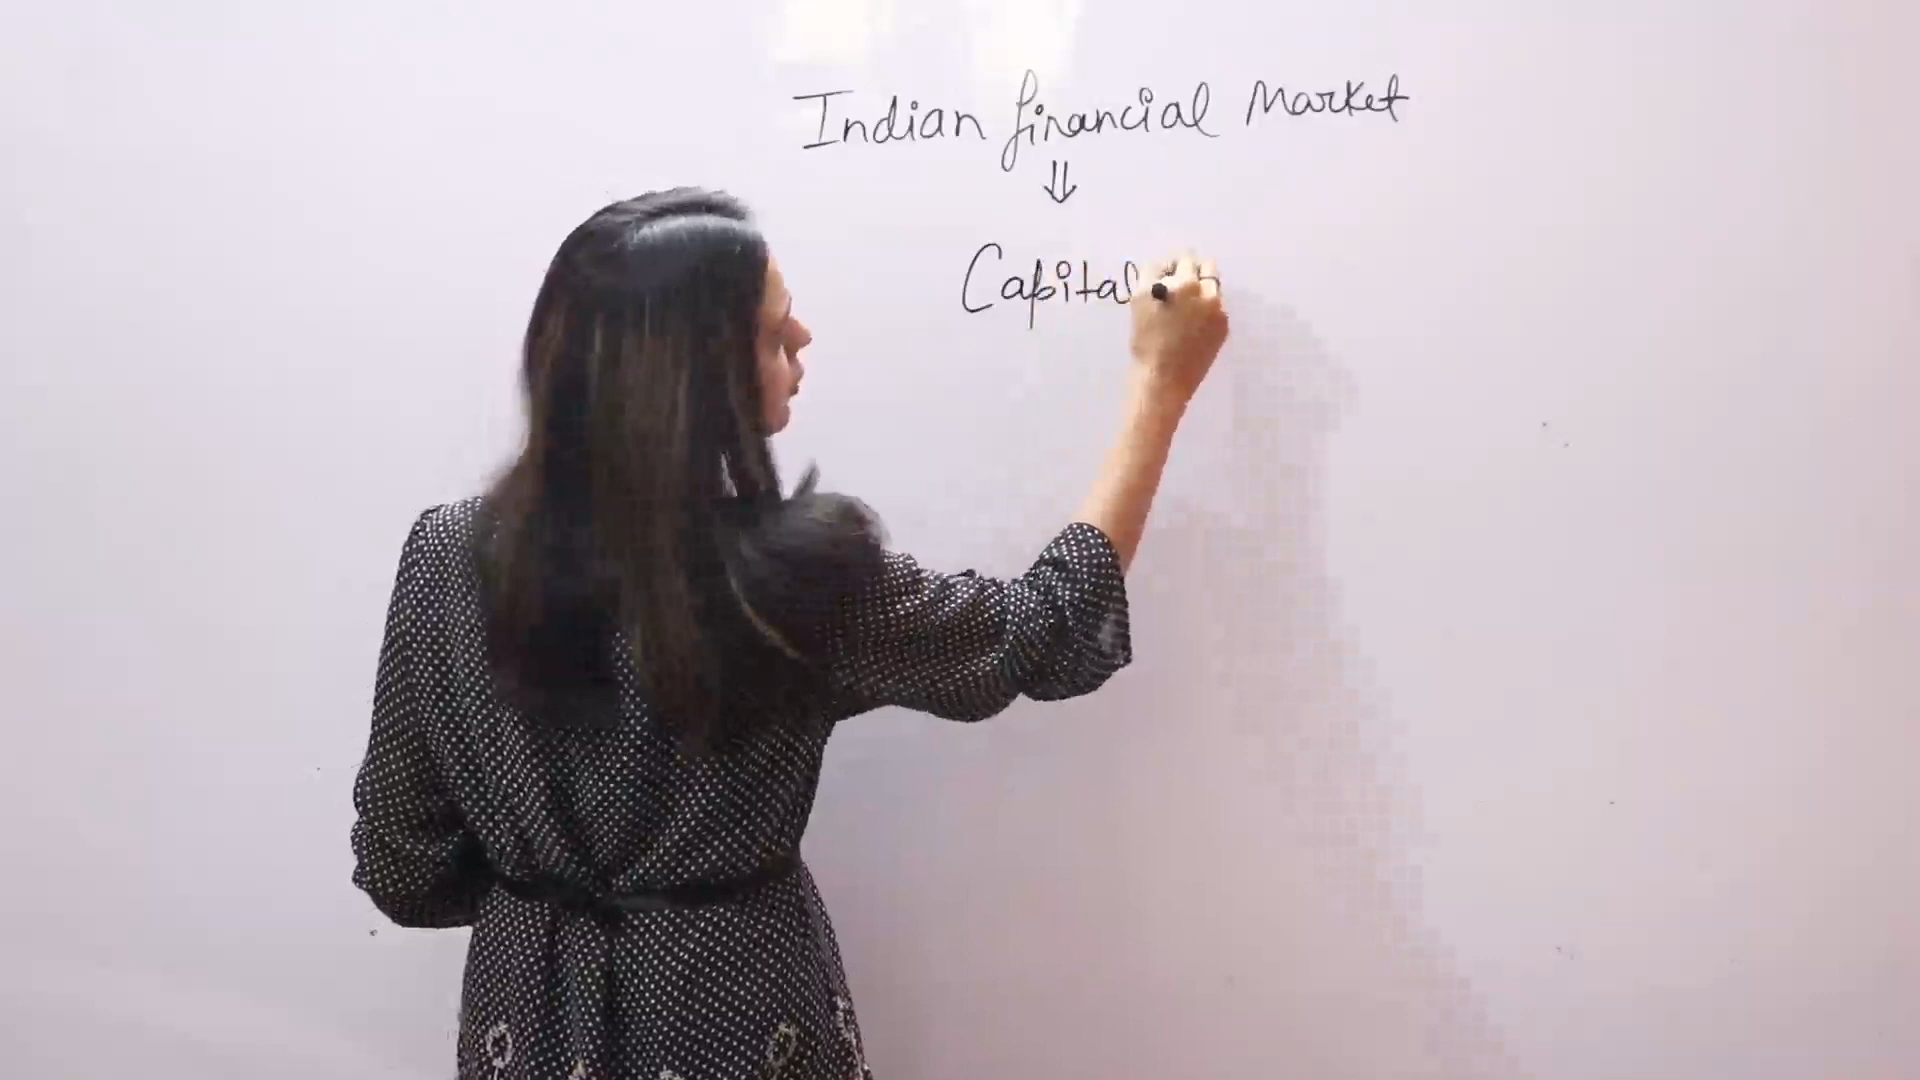 Indian financial Market
⇓
Capital